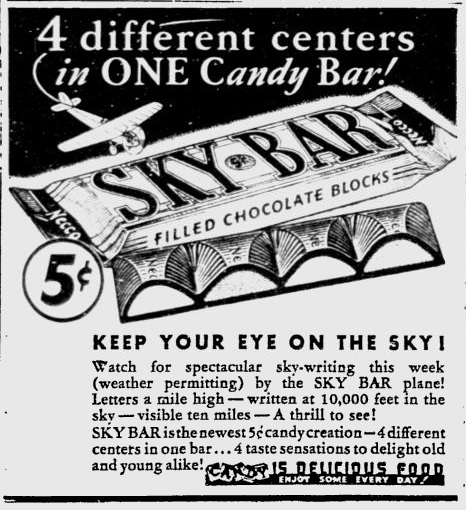 4 different centers
in ONE Candy Bar!
SKY 5¢ BAR
Necco
FILLED CHOCOLATE BLOCKS
Necco
5¢
KEEP YOUR EYE ON THE SKY!
Watch for spectacular sky-writing this week
(weather permitting) by the SKY BAR plane!
Letters a mile high — written at 10,000 feet in the
sky — visible ten miles — A thrill to see!
SKY BAR is the newest 5¢ candy creation — 4 different
centers in one bar... 4 taste sensations to delight old
and young alike!
CANDY IS DELICIOUS FOOD
ENJOY SOME EVERY DAY!